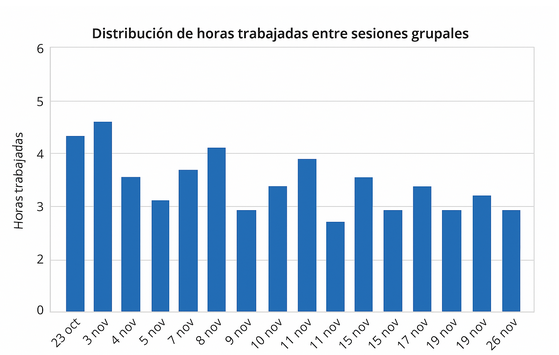 Distribución de horas trabajadas entre sesiones grupales
Horas trabajadas
6
5
4
3
2
0
23 oct
3 nov
4 nov
5 nov
7 nov
8 nov
9 nov
10 nov
11 nov
11 nov
15 nov
15 nov
17 nov
19 nov
19 nov
26 nov